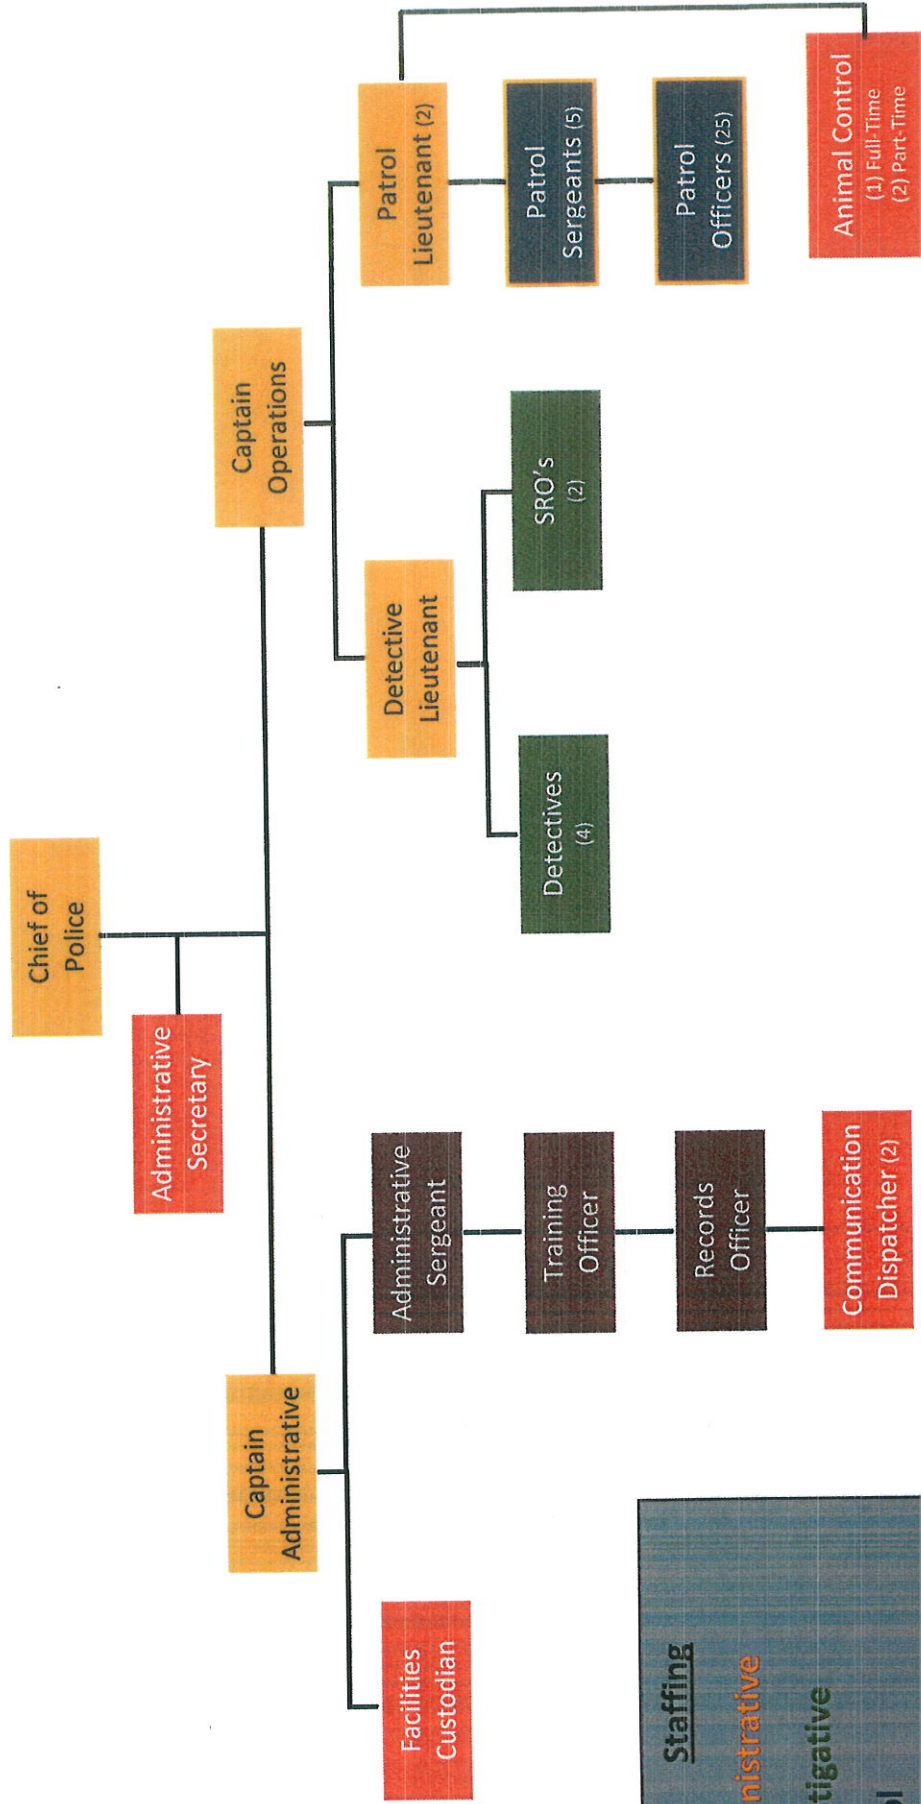 Chief of
Police
Administrative
Secretary
Captain
Administrative
Captain
Operations
Facilities
Custodian
Administrative
Sergeant
Training
Officer
Records
Officer
Communication
Dispatcher (2)
Detective
Lieutenant
Detectives
(4)
SRO's
(2)
Patrol
Lieutenant (2)
Patrol
Sergeants (5)
Patrol
Officers (25)
Animal Control
(1) Full-Time
(2) Part-Time
Staffing
nistrative
tigative
ol